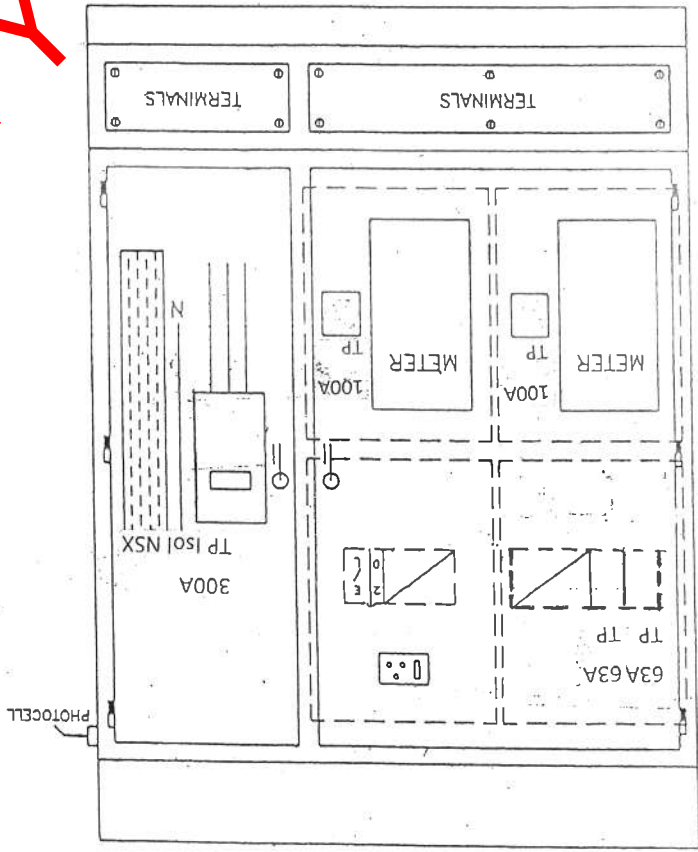 PHOTOCELL
63A 63A
TP TP
300A
TP Isol NSX
N
100A
TP
METER
100A
TP
METER
TERMINALS
TERMINALS
Y